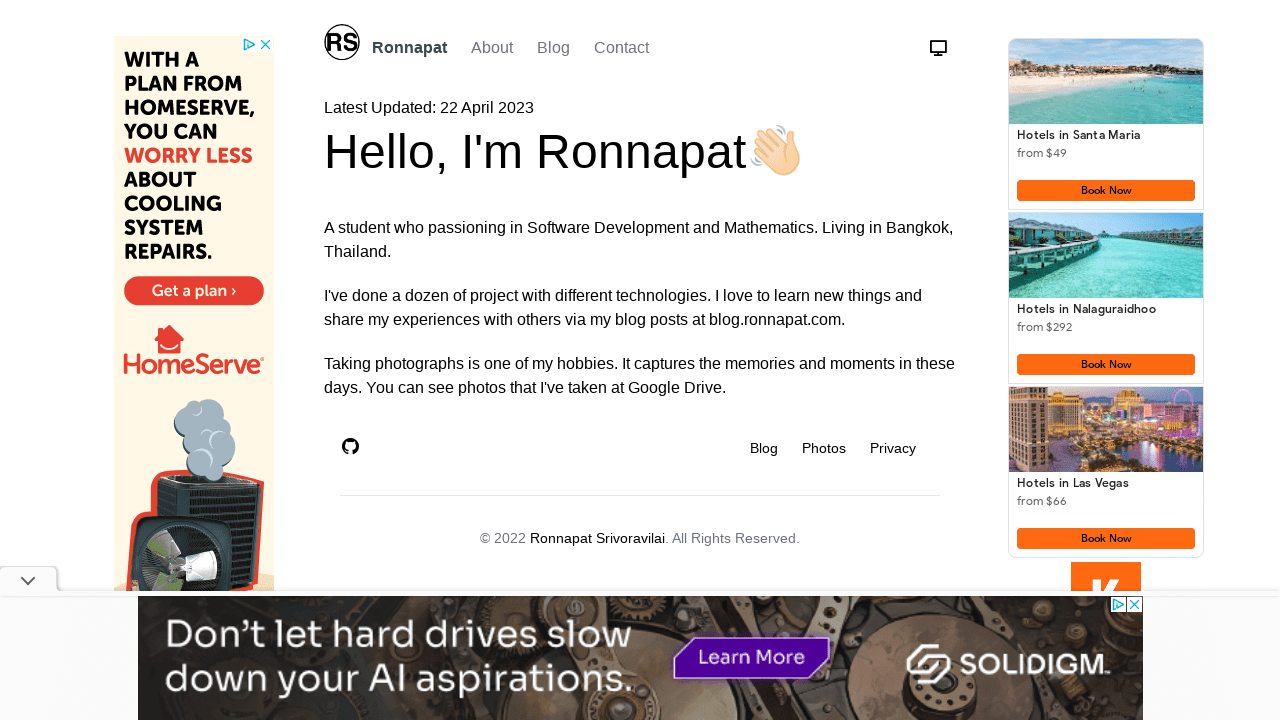 RS Ronnapat About Blog Contact
Latest Updated: 22 April 2023
Hello, I'm Ronnapat
A student who passioning in Software Development and Mathematics. Living in Bangkok,
Thailand.
I've done a dozen of project with different technologies. I love to learn new things and
share my experiences with others via my blog posts at blog.ronnapat.com.
Taking photographs is one of my hobbies. It captures the memories and moments in these
days. You can see photos that I've taken at Google Drive.
Blog Photos Privacy
© 2022 Ronnapat Srivoravilai. All Rights Reserved.
WITH A
PLAN FROM
HOMESERVE,
YOU CAN
WORRY LESS
ABOUT
COOLING
SYSTEM
REPAIRS.
Get a plan ›
HomeServe
Hotels in Santa Maria
from $49
Book Now
Hotels in Nalaguraidhoo
from $292
Book Now
Hotels in Las Vegas
from $66
Book Now
Don't let hard drives slow
down your AI aspirations.
Learn More
SOLIDIGM